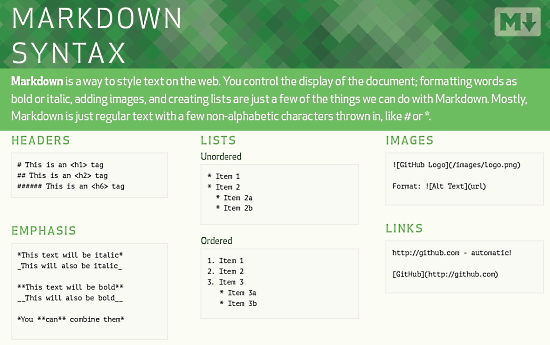 MARKDOWN
SYNTAX
M
Markdown is a way to style text on the web. You control the display of the document; formatting words as
bold or italic, adding images, and creating lists are just a few of the things we can do with Markdown. Mostly,
Markdown is just regular text with a few non-alphabetic characters thrown in, like # or *.
HEADERS
# This is an <h1> tag
## This is an <h2> tag
###### This is an <h6> tag
EMPHASIS
*This text will be italic*
_This will also be italic_
**This text will be bold**
__This will also be bold__
*You **can** combine them*
LISTS
Unordered
* Item 1
* Item 2
  * Item 2a
  * Item 2b
Ordered
1. Item 1
2. Item 2
3. Item 3
   * Item 3a
   * Item 3b
IMAGES
![GitHub Logo](/images/logo.png)
Format: ![Alt Text](url)
LINKS
http://github.com - automatic!
[GitHub](http://github.com)